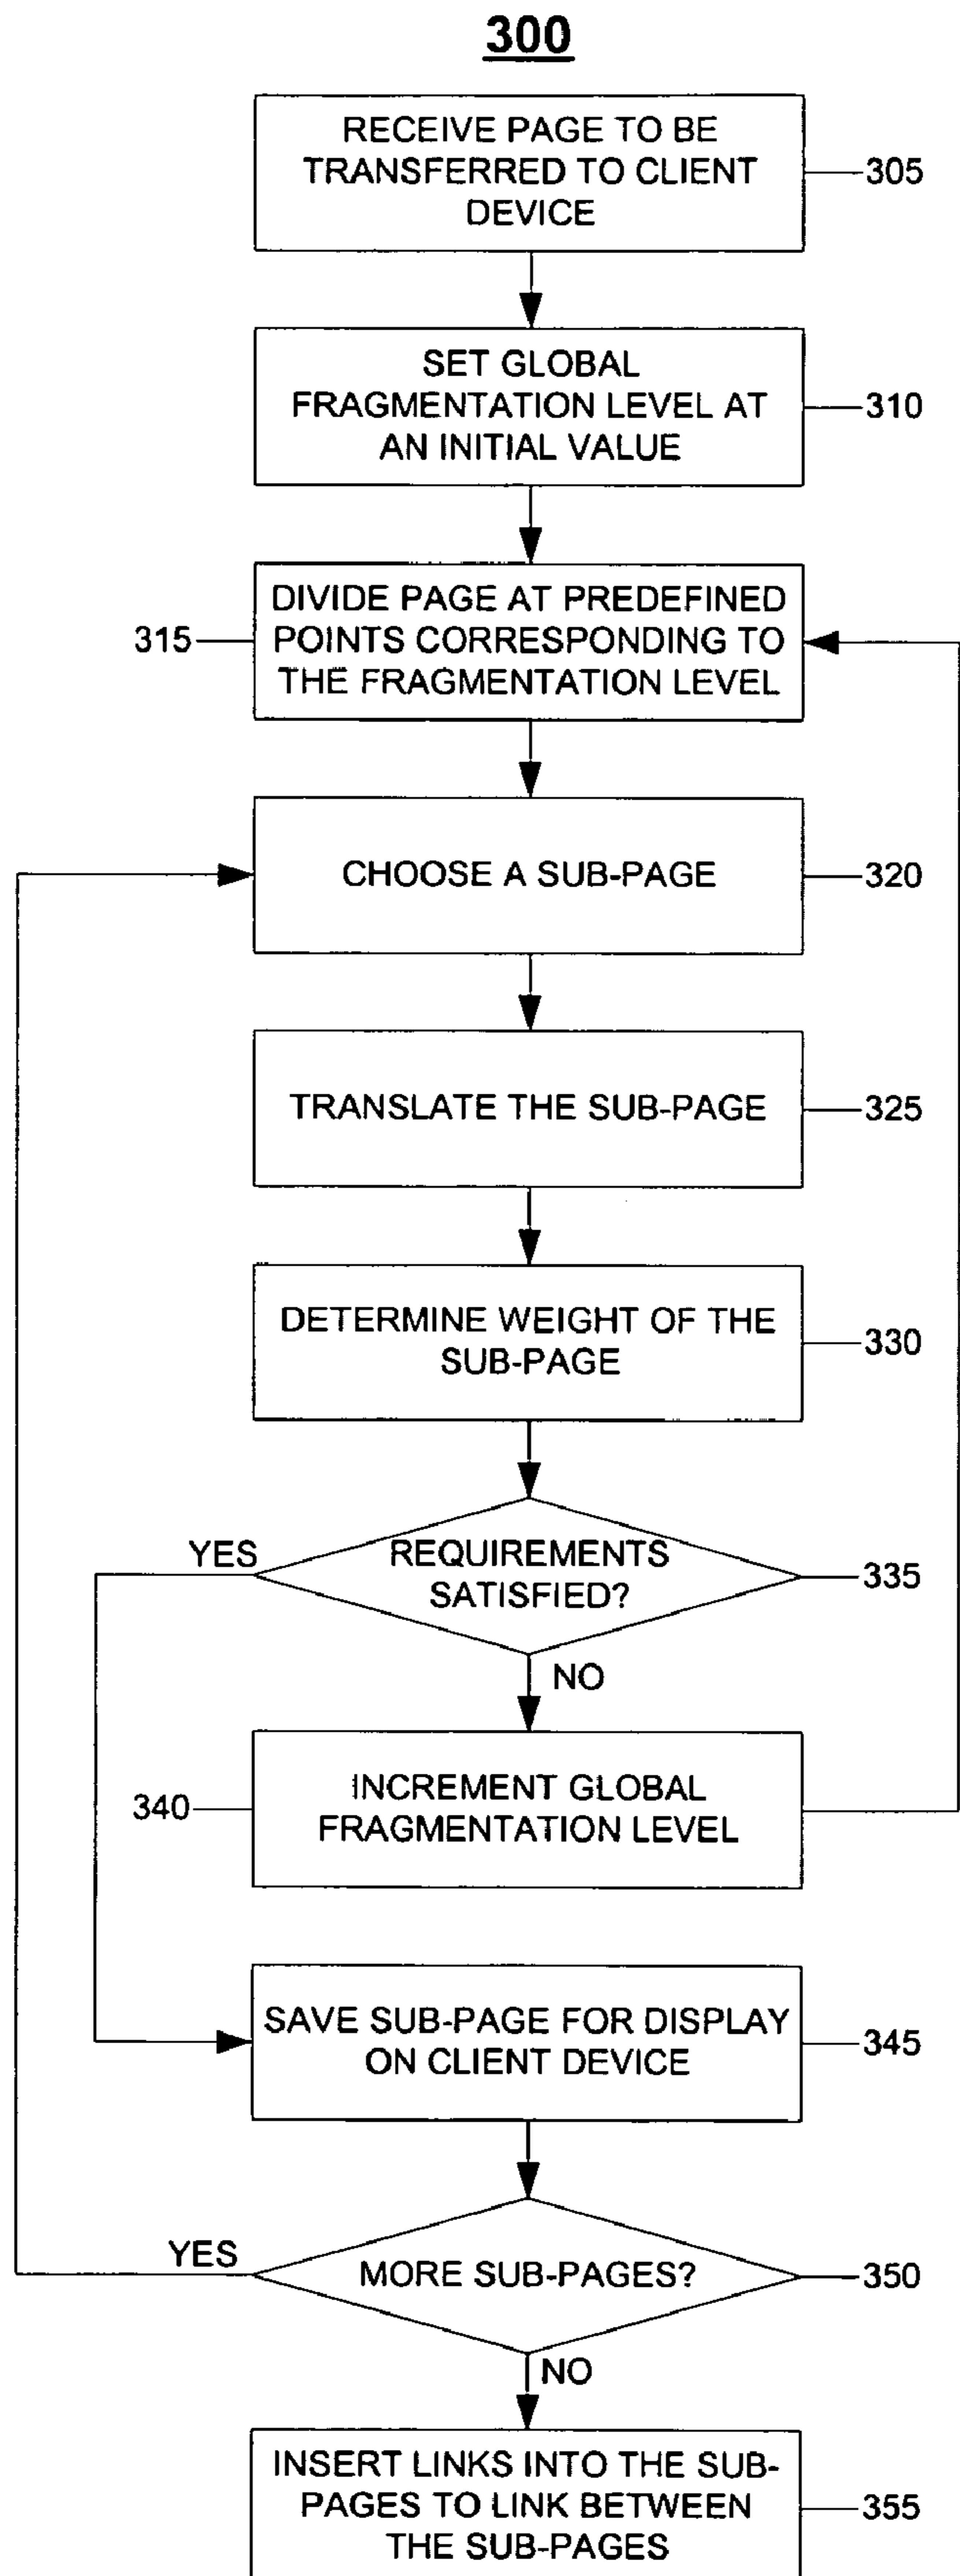 300
RECEIVE PAGE TO BE
TRANSFERRED TO CLIENT
DEVICE
305
SET GLOBAL
FRAGMENTATION LEVEL AT
AN INITIAL VALUE
310
DIVIDE PAGE AT PREDEFINED
POINTS CORRESPONDING TO
THE FRAGMENTATION LEVEL
315
CHOOSE A SUB-PAGE
320
TRANSLATE THE SUB-PAGE
325
DETERMINE WEIGHT OF THE
SUB-PAGE
330
YES
REQUIREMENTS
SATISFIED?
335
NO
INCREMENT GLOBAL
FRAGMENTATION LEVEL
340
SAVE SUB-PAGE FOR DISPLAY
ON CLIENT DEVICE
345
YES
MORE SUB-PAGES?
350
NO
INSERT LINKS INTO THE SUB-
PAGES TO LINK BETWEEN
THE SUB-PAGES
355